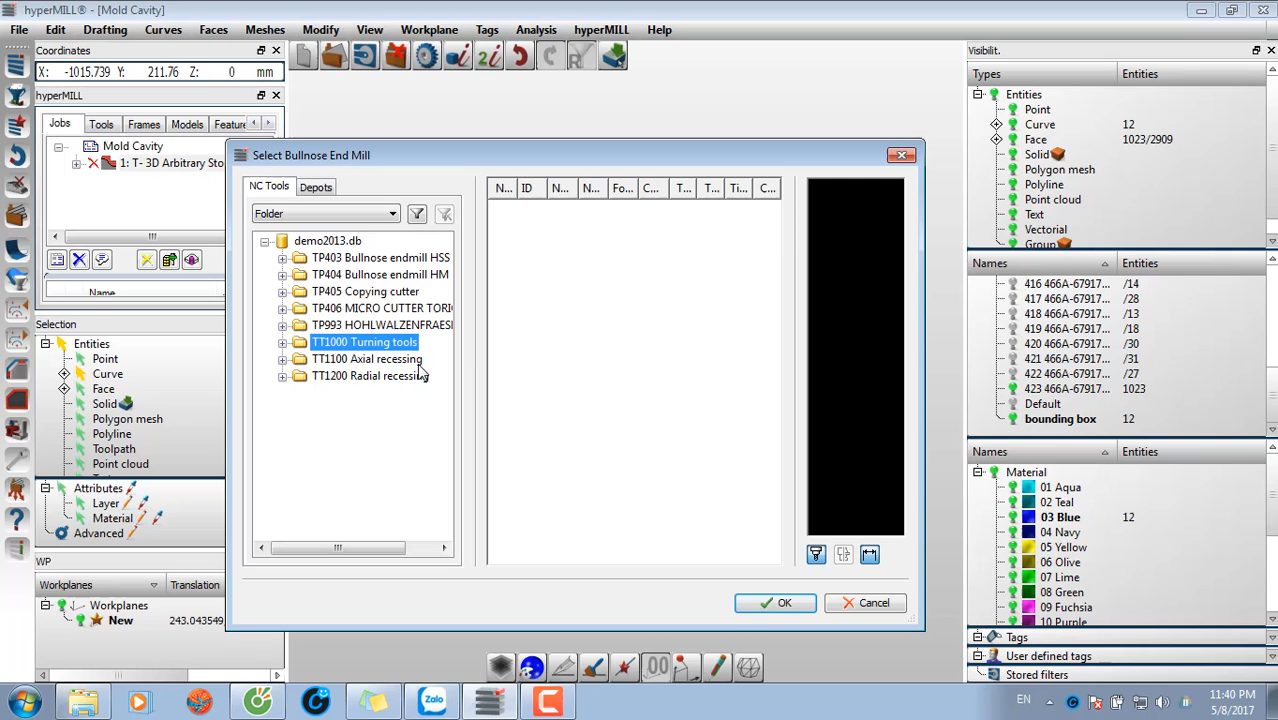 hyperMILL® - [Mold Cavity]
File Edit Drafting Curves Faces Meshes Modify View Workplane Tags Analysis hyperMILL Help
Coordinates
X: -1015.739 Y: 211.76 Z: 0 mm
hyperMILL
Jobs Tools Frames Models Feature
Mold Cavity
1: T- 3D Arbitrary Sto
Name
Selection
Entities
Point
Curve
Face
Solid
Polygon mesh
Polyline
Toolpath
Point cloud
Attributes
Layer
Material
Advanced
WP
Workplanes Translation
Workplanes
New 243.043549
Select Bullnose End Mill
NC Tools Depots
Folder
demo2013.db
TP403 Bullnose endmill HSS
TP404 Bullnose endmill HM
TP405 Copying cutter
TP406 MICRO CUTTER TORI
TP993 HOHLWALZENFRAES
TT1000 Turning tools
TT1100 Axial recessing
TT1200 Radial recessing
N... ID N... N... Fo... C... T... T... Ti... C...
OK Cancel
Visibilit.
Types Entities
Entities
Point
Curve 12
Face 1023/2909
Solid
Polygon mesh
Polyline
Point cloud
Text
Vectorial
Group
Names Entities
416 466A-67917... /14
417 466A-67917... /28
418 466A-67917... /13
419 466A-67917... /18
420 466A-67917... /29
421 466A-67917... /31
422 466A-67917... /27
423 466A-67917... 1023
Default
bounding box 12
Names Entities
Material
01 Aqua
02 Teal
03 Blue 12
04 Navy
05 Yellow
06 Olive
07 Lime
08 Green
09 Fuchsia
10 Purple
Tags
User defined tags
Stored filters
Zalo
EN
11:40 PM
5/8/2017